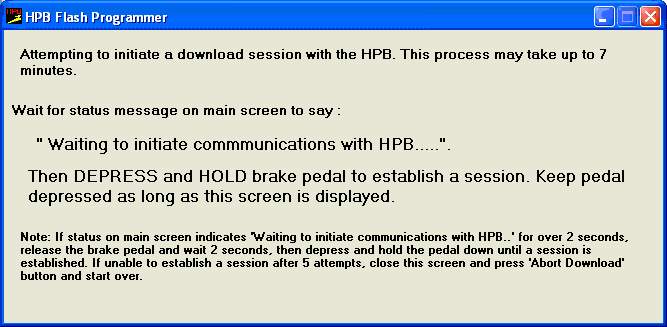 HPB
HPB Flash Programmer
Attempting to initiate a download session with the HPB. This process may take up to 7
minutes.
Wait for status message on main screen to say :
" Waiting to initiate commmunications with HPB.....".
Then DEPRESS and HOLD brake pedal to establish a session. Keep pedal
depressed as long as this screen is displayed.
Note: If status on main screen indicates 'Waiting to initiate communications with HPB..' for over 2 seconds,
release the brake pedal and wait 2 seconds, then depress and hold the pedal down until a session is
established. If unable to establish a session after 5 attempts, close this screen and press 'Abort Download'
button and start over.